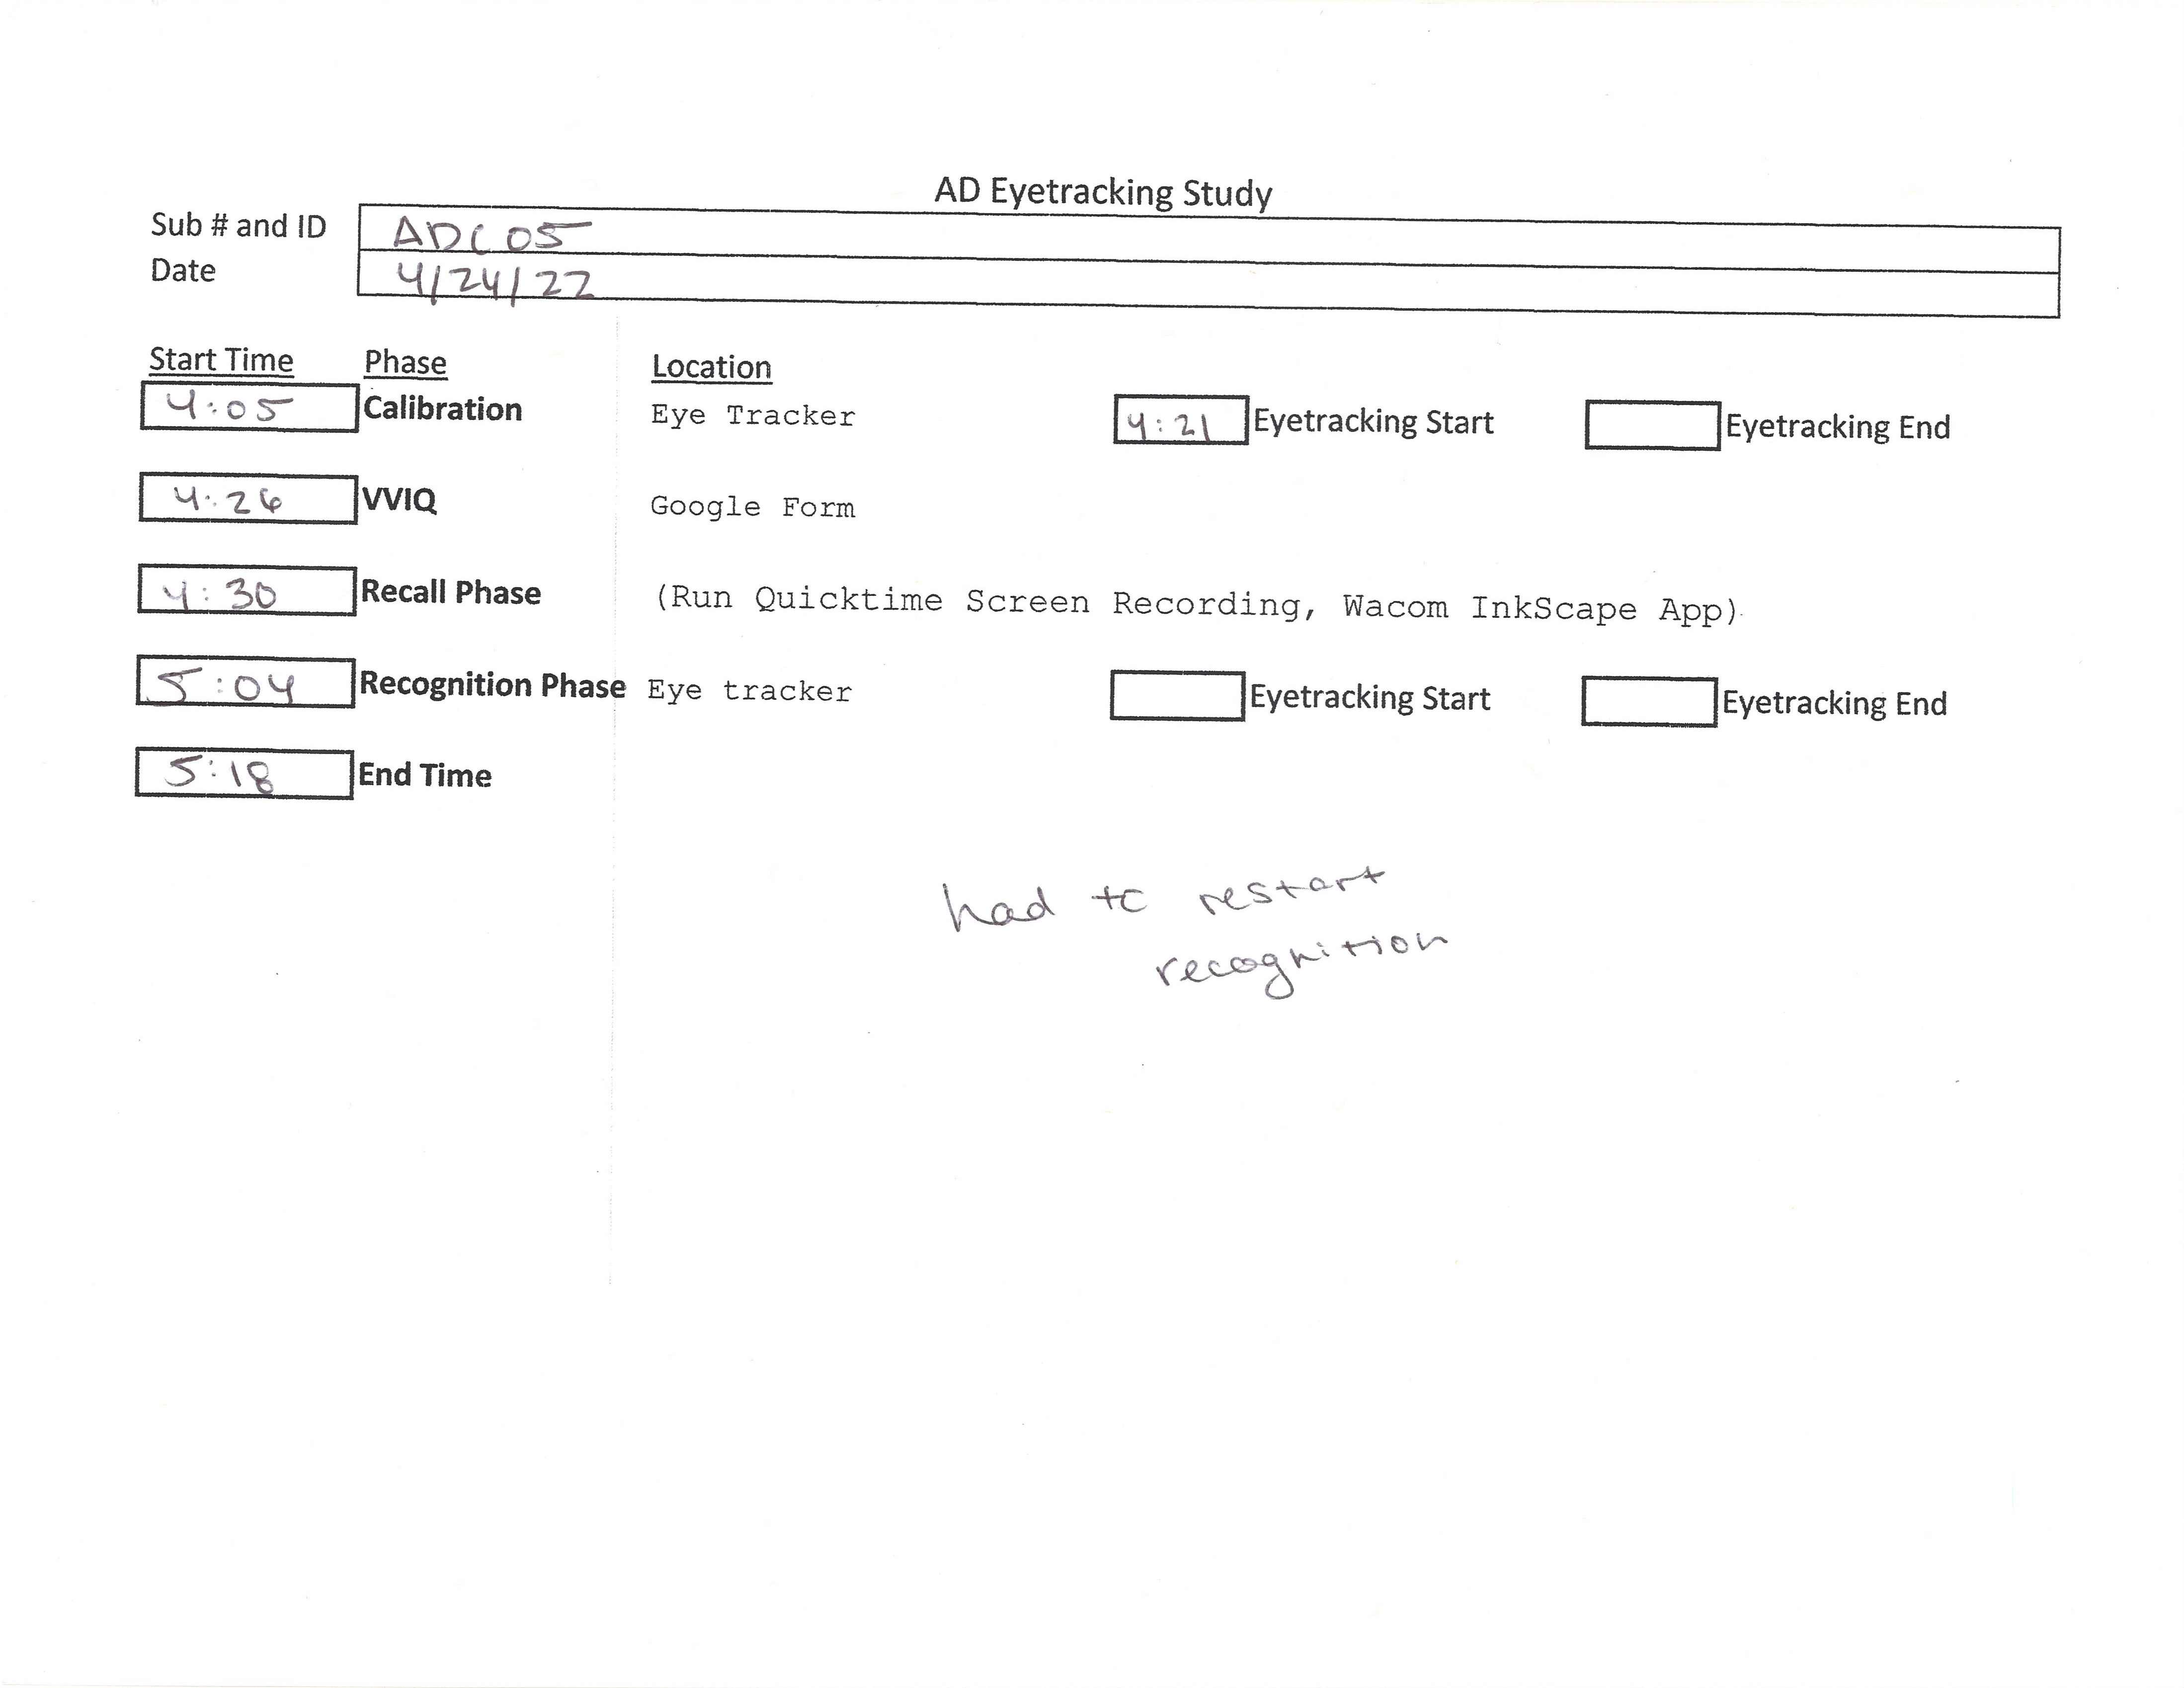 AD Eyetracking Study
Sub # and ID ADC05
Date 4/24/22
Start Time Phase Location
4:05 Calibration Eye Tracker 4:21 Eyetracking Start Eyetracking End
4:26 VVIQ Google Form
4:30 Recall Phase (Run Quicktime Screen Recording, Wacom InkScape App)
5:04 Recognition Phase Eye tracker Eyetracking Start Eyetracking End
5:18 End Time
had to restart
recognition